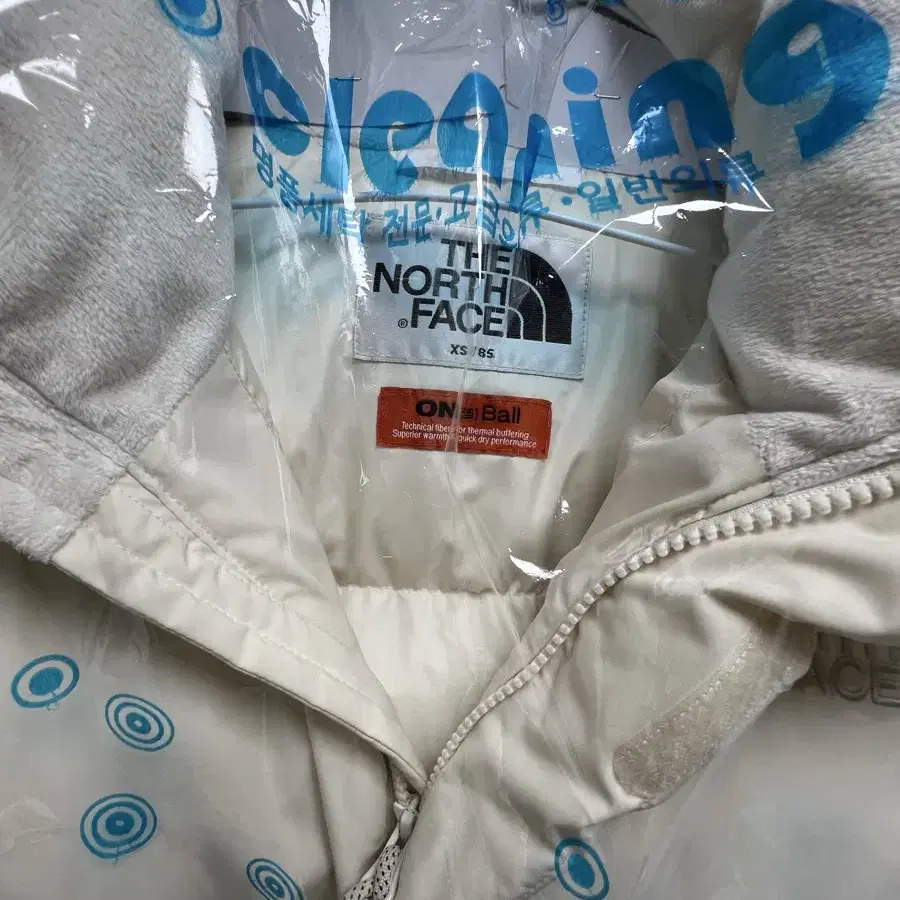 cleaning
명품세탁 전문·고급의류·일반의류
THE
NORTH
FACE
®
XS / 85
ON Ball
Technical fiber for thermal buffering
Superior warmth & quick dry performance
FACE